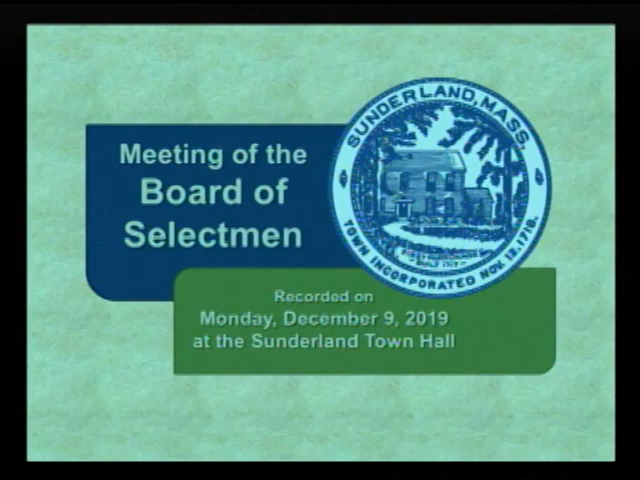 Meeting of the
Board of
Selectmen
SUNDERLAND, MASS.
TOWN INCORPORATED NOV. 12, 1718.
Recorded on
Monday, December 9, 2019
at the Sunderland Town Hall